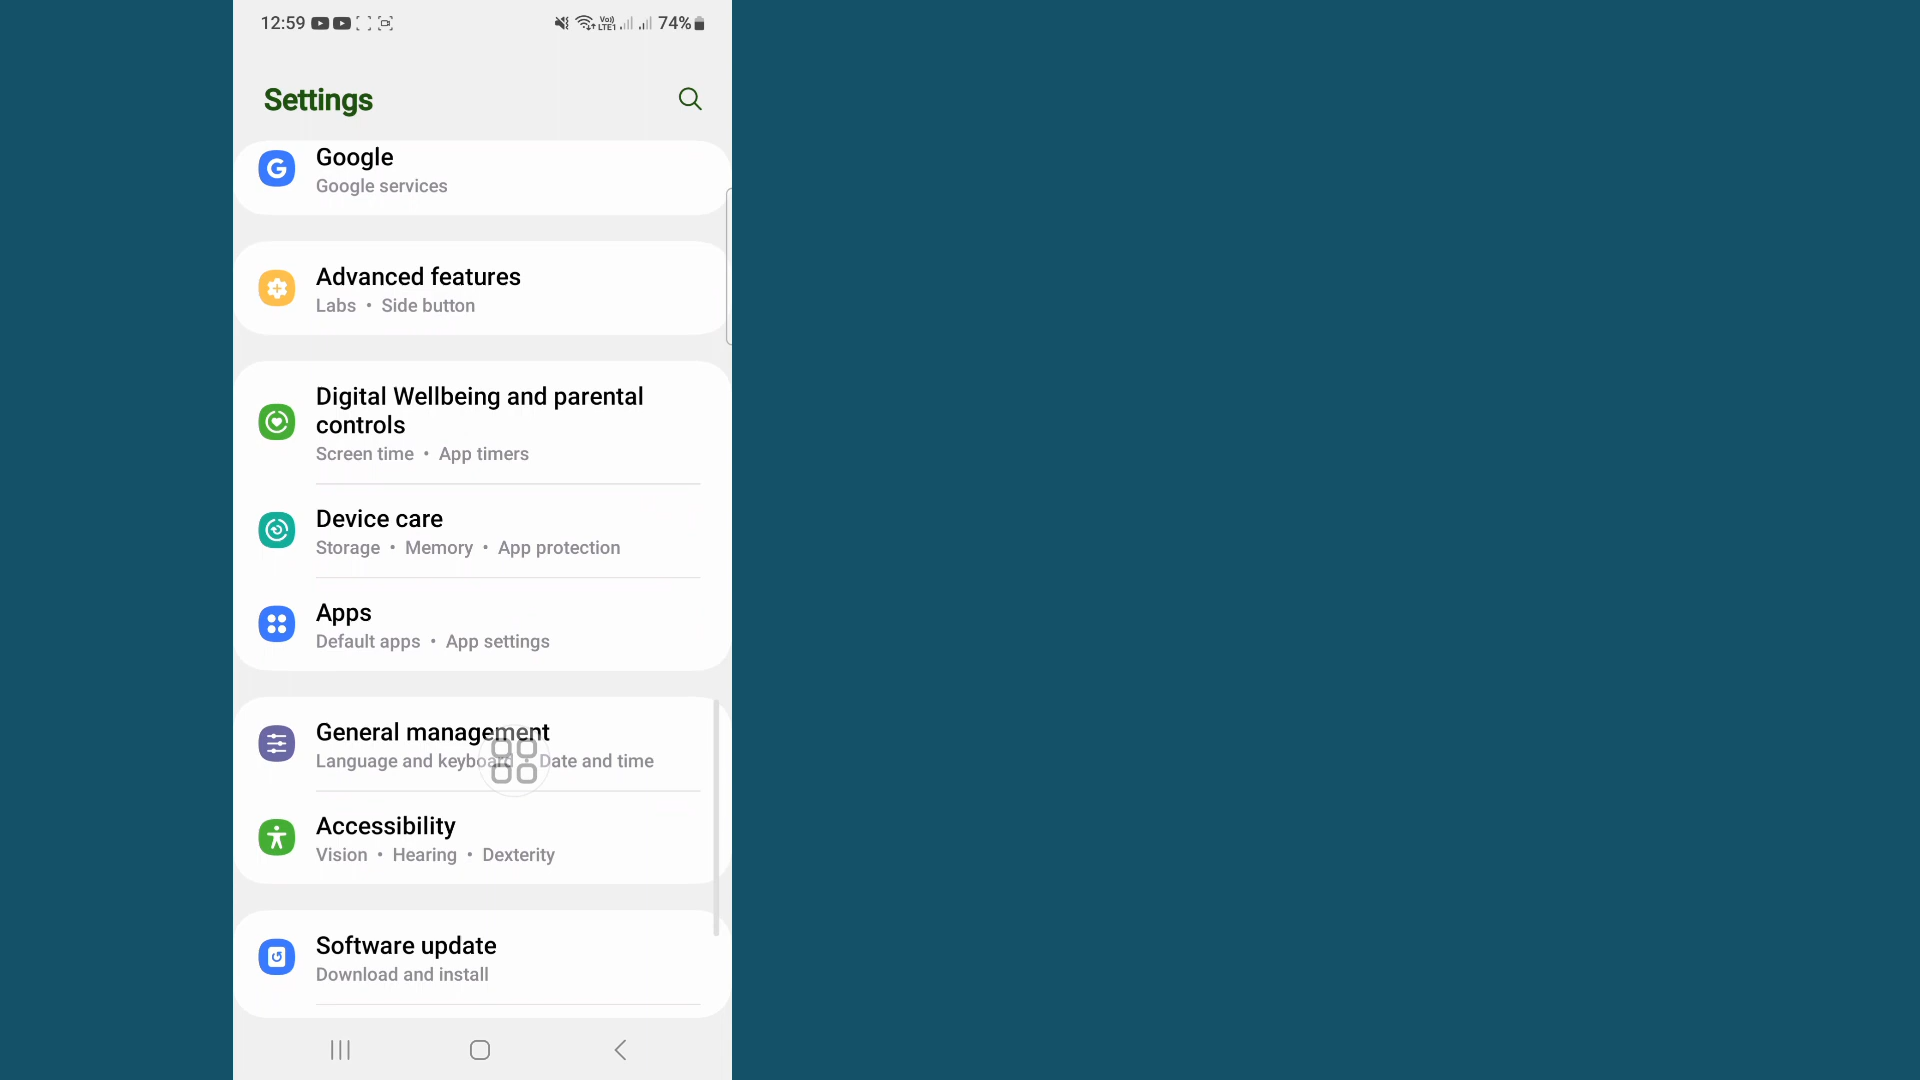 12:59 Vo)) LTE1 74%
Settings
Google
Google services
Advanced features
Labs • Side button
Digital Wellbeing and parental
controls
Screen time • App timers
Device care
Storage • Memory • App protection
Apps
Default apps • App settings
General management
Language and keyboard • Date and time
Accessibility
Vision • Hearing • Dexterity
Software update
Download and install